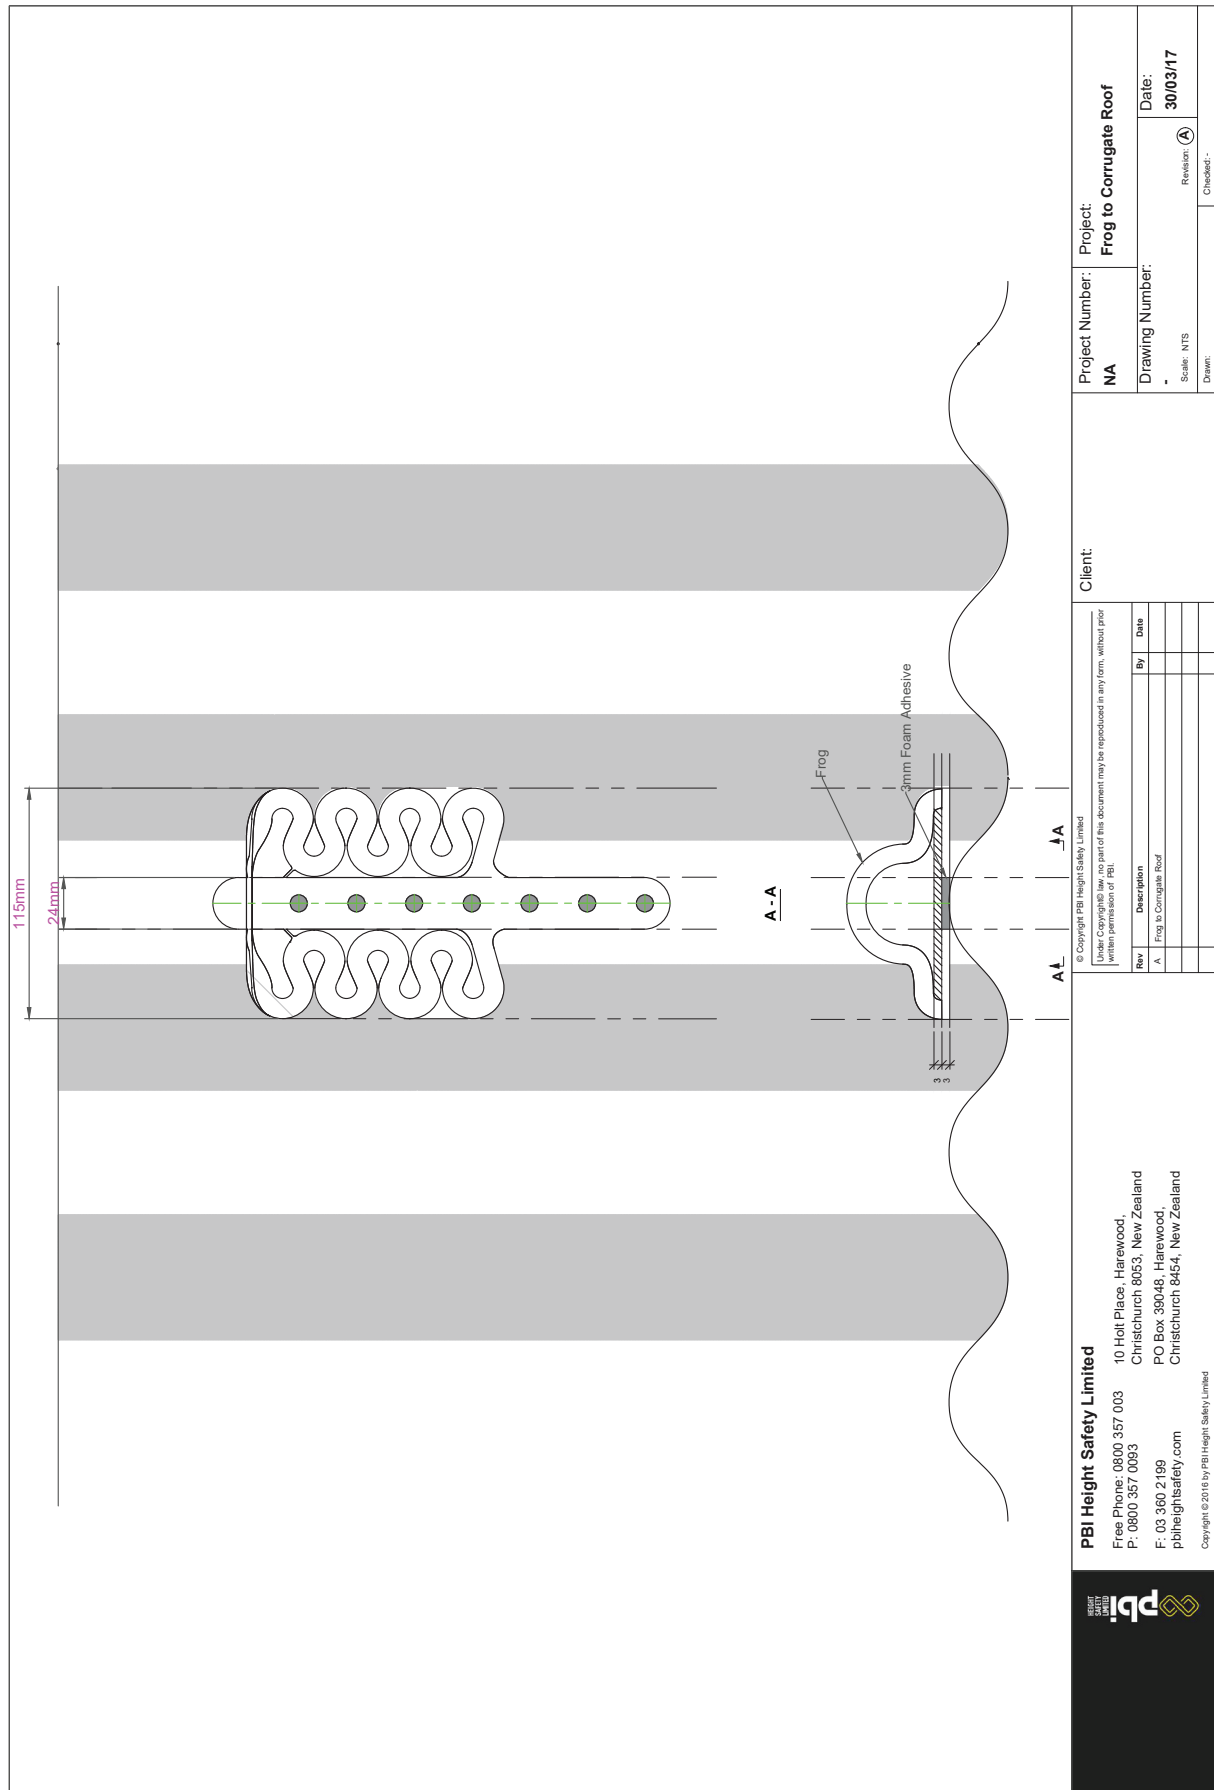 115mm
24mm
A - A
Frog
3mm Foam Adhesive
3
3
A
A
HEIGHT
SAFETY
LIMITED
pbi
PBI Height Safety Limited
Free Phone: 0800 357 003
P: 0800 357 0093
F: 03 360 2199
pbiheightsafety.com
10 Holt Place, Harewood,
Christchurch 8053, New Zealand
PO Box 39048, Harewood,
Christchurch 8454, New Zealand
Copyright © 2016 by PBI Height Safety Limited
© Copyright PBI Height Safety Limited
Under Copyright© law, no part of this document may be reproduced in any form, without prior
written permission of PBI.
Rev Description By Date
A Frog to Corrugate Roof
Client:
Project Number:
NA
Project:
Frog to Corrugate Roof
Drawing Number:
-
Date:
30/03/17
Scale: NTS
Revision: A
Drawn:
Checked: -